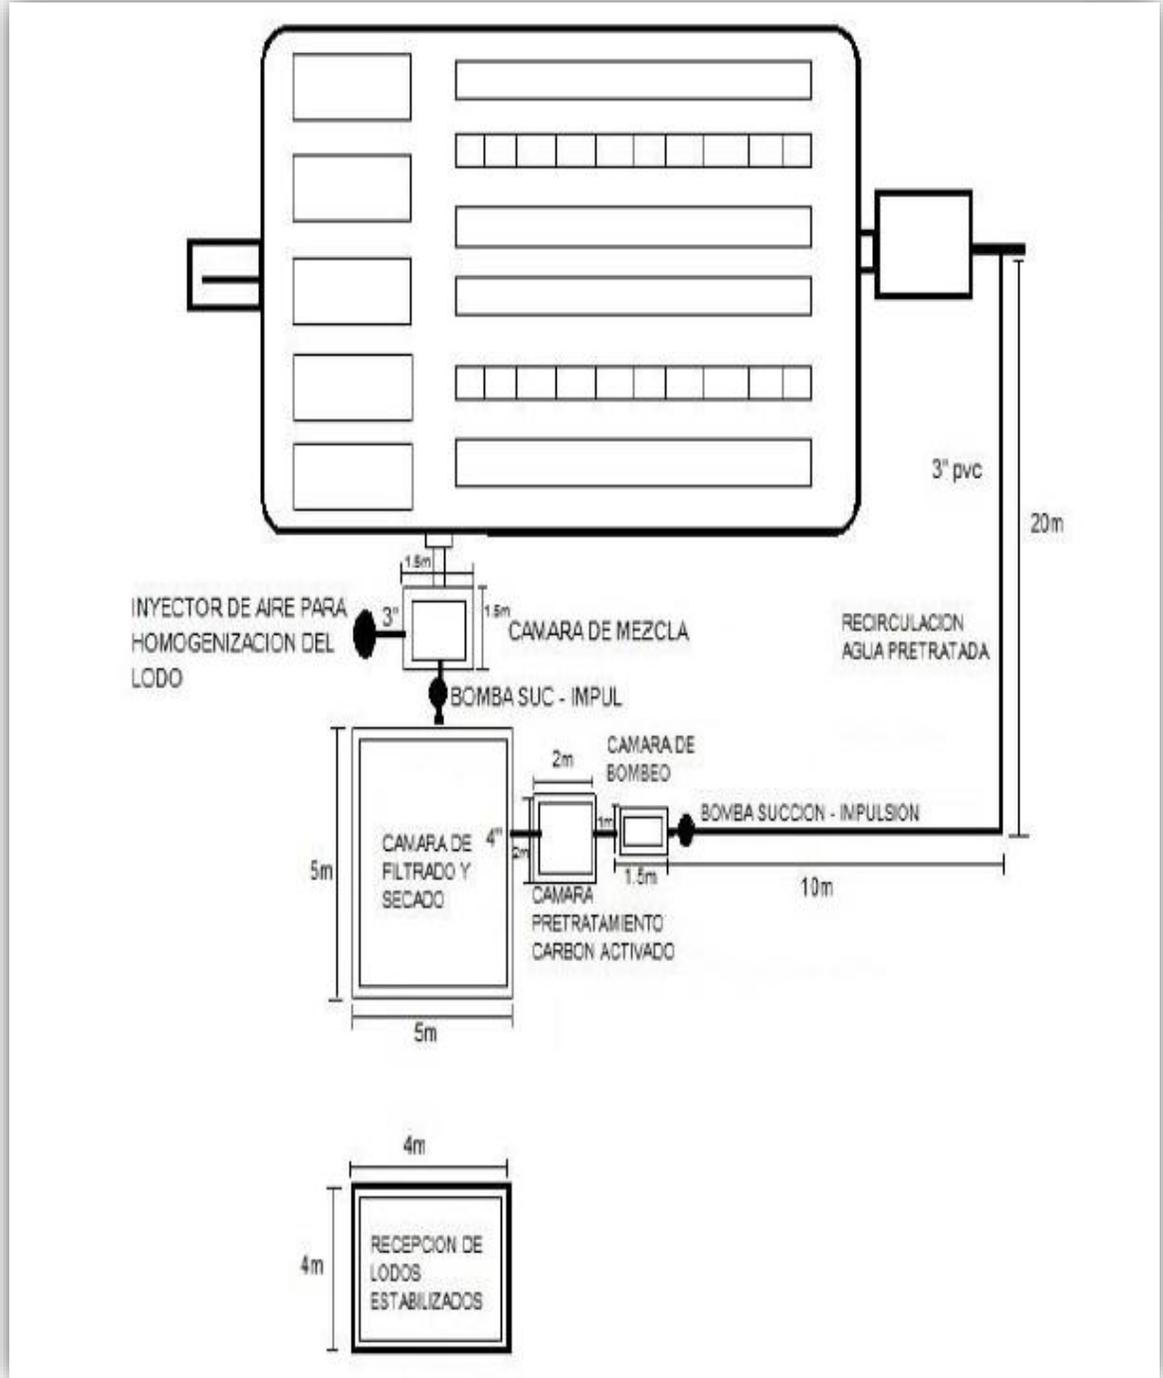 3" pvc
20m
1.5m
INYECTOR DE AIRE PARA
HOMOGENIZACION DEL
LODO
3"
1.5m
CAMARA DE MEZCLA
RECIRCULACION
AGUA PRETRATADA
BOMBA SUC - IMPUL
CAMARA DE
BOMBEO
2m
BOMBA SUCCION - IMPULSION
1m
4"
2m
CAMARA DE
FILTRADO Y
SECADO
5m
1.5m
10m
CAMARA
PRETRATAMIENTO
CARBON ACTIVADO
5m
4m
4m
RECEPCION DE
LODOS
ESTABILIZADOS